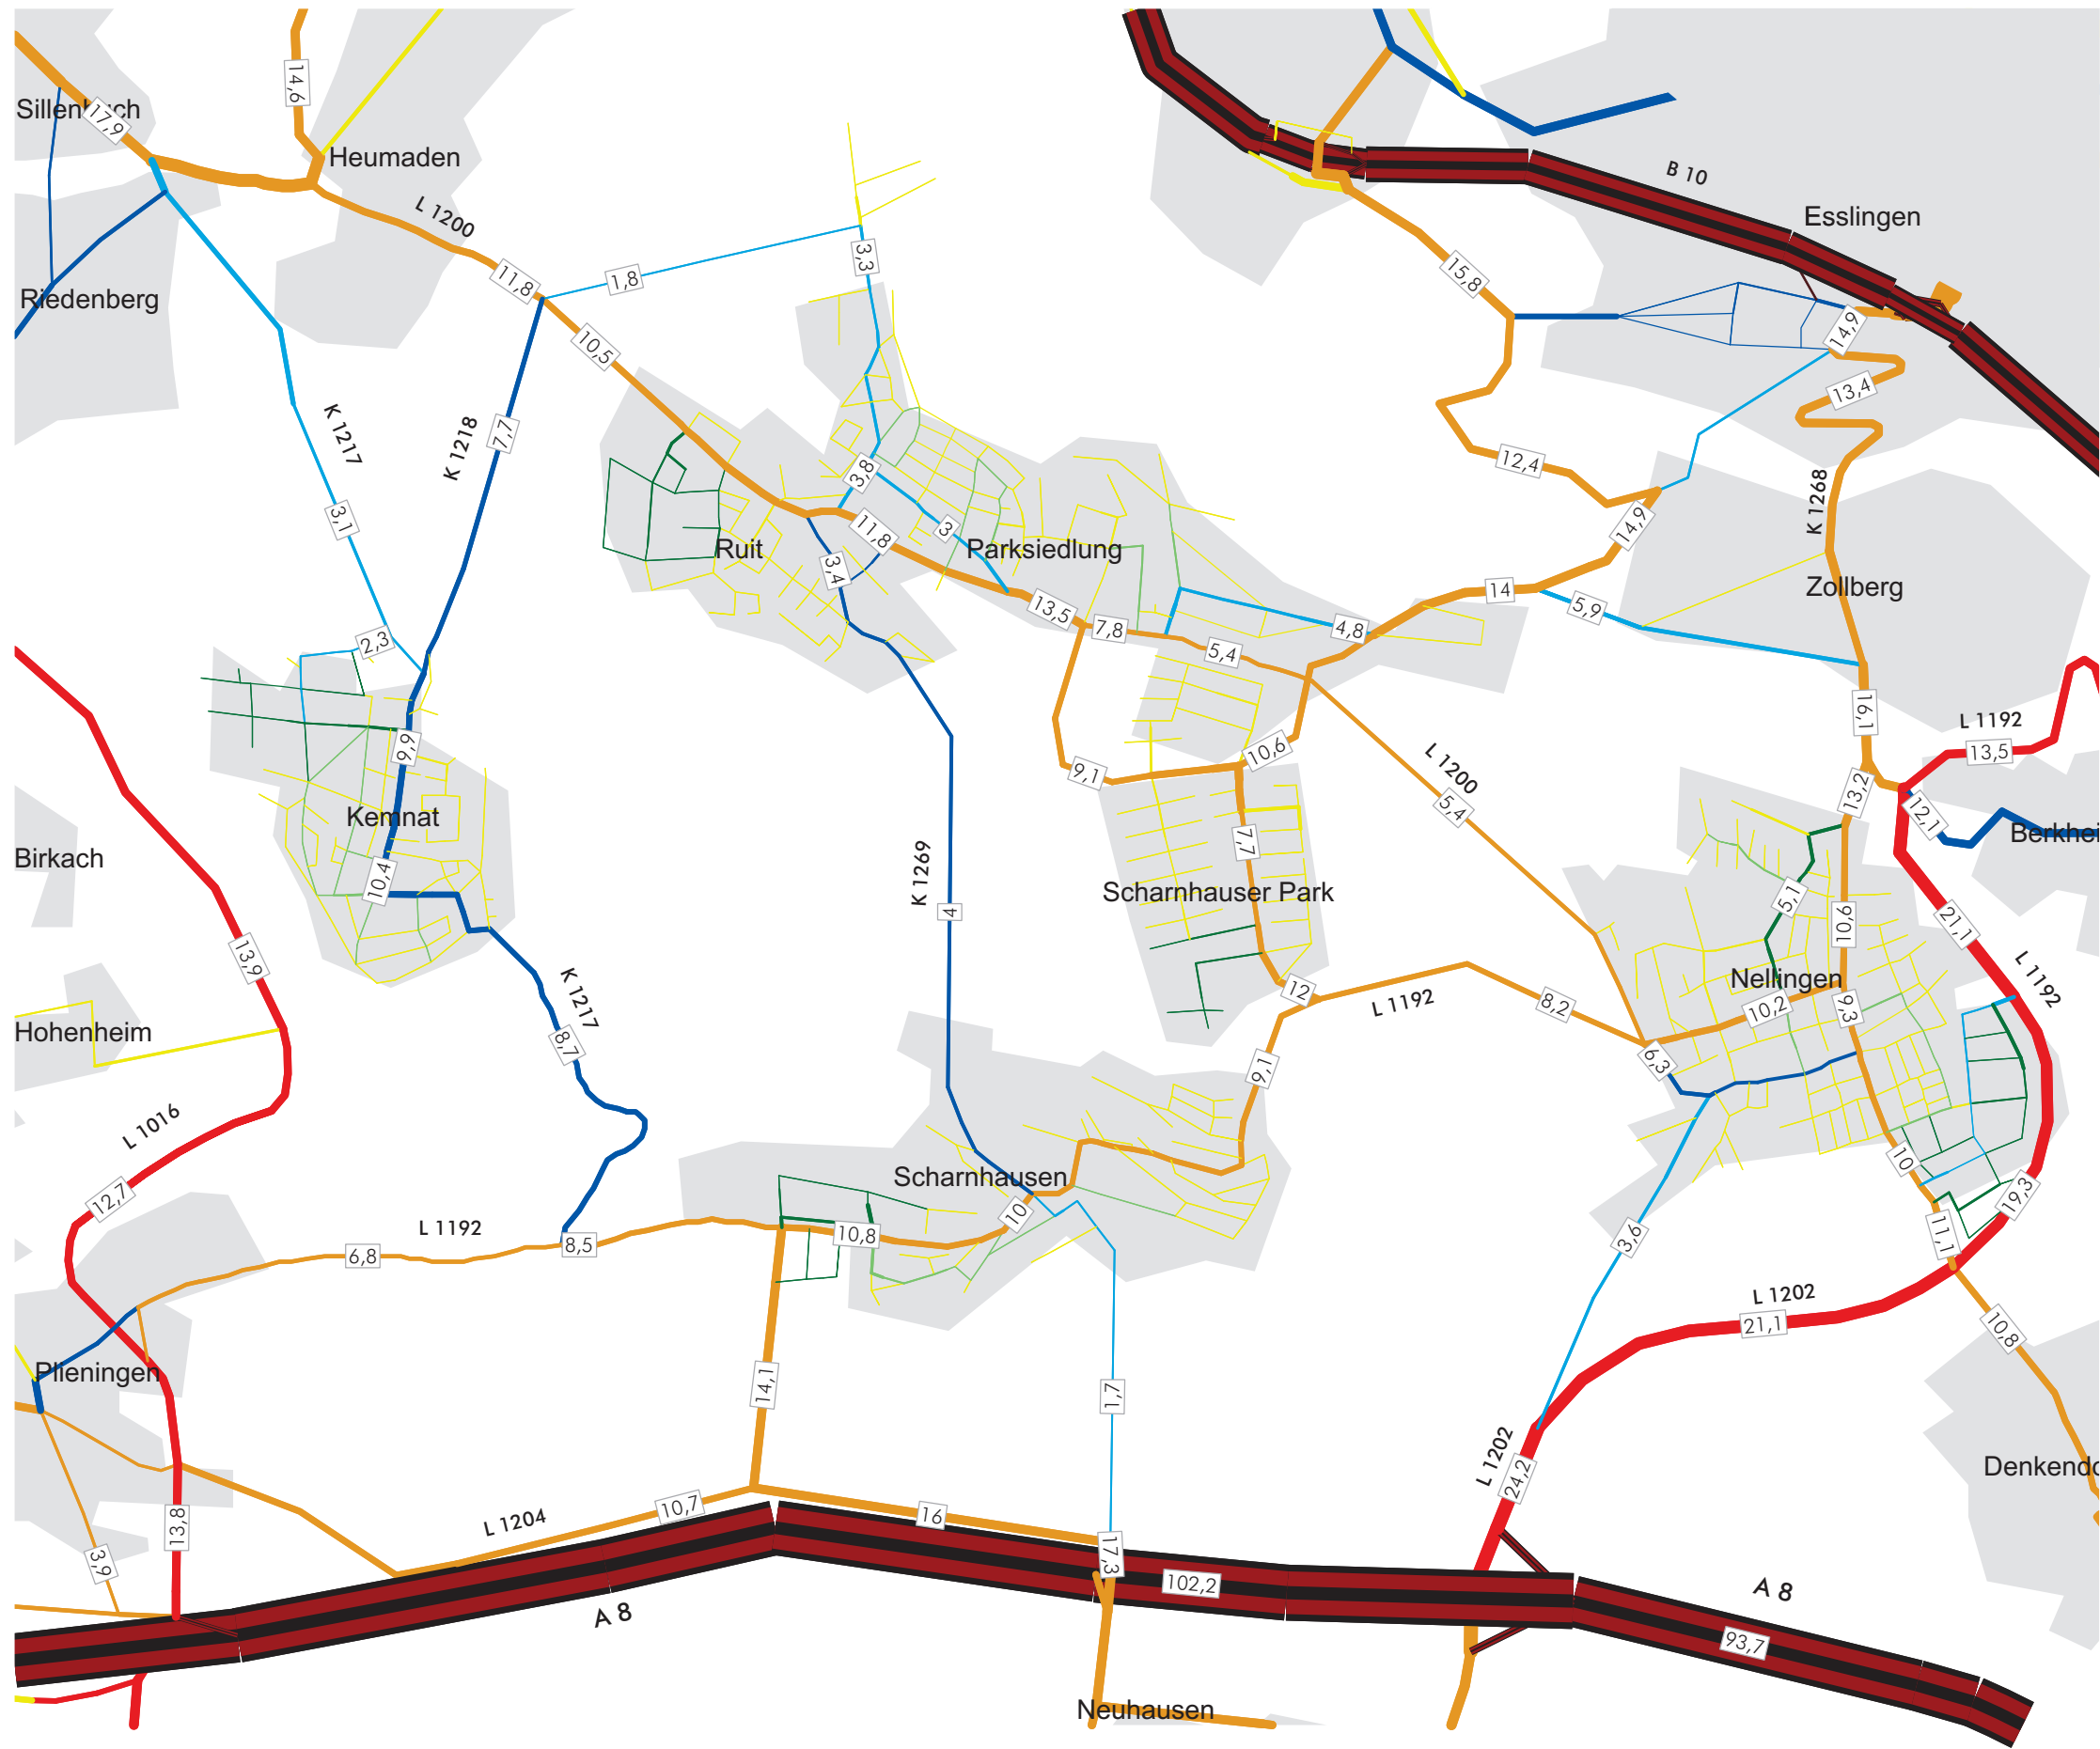 14,6
Sillenbuch
17,9
Heumaden
B 10
Esslingen
L 1200
3,3
11,8
1,8
15,8
Riedenberg
14,9
10,5
13,4
K 1217
K 1218
7,7
3,8
12,4
K 1268
3,1
11,8
3
14,9
Ruit
Parksiedlung
3,4
14
Zollberg
13,5
5,9
7,8
4,8
2,3
5,4
16,1
L 1192
9,9
10,6
13,5
9,1
L 1200
13,2
5,4
12,1
Kemnat
7,7
Berkhei
Birkach
10,4
K 1269
Scharnhauser Park
5,1
4
10,6
21,1
13,9
Nellingen
L 1192
K 1217
12
L 1192
8,2
10,2
9,3
Hohenheim
8,7
6,3
9,1
L 1016
10
Scharnhausen
12,7
19,3
10
L 1192
10,8
3,6
11,1
6,8
8,5
L 1202
21,1
10,8
Plieningen
14,1
1,7
L 1202
Denkendo
24,2
10,7
L 1204
16
13,8
17,3
3,9
102,2
A 8
A 8
93,7
Neuhausen